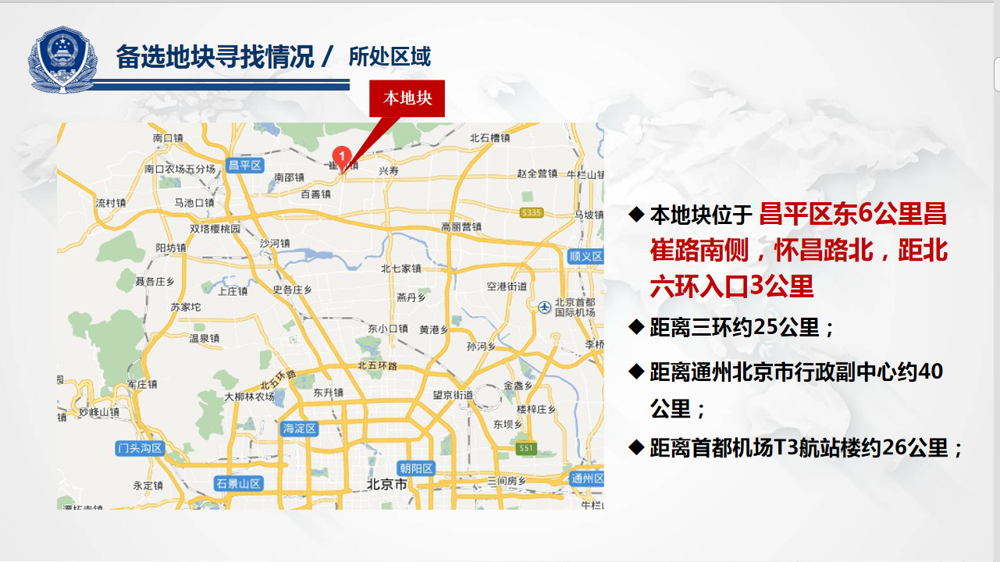 备选地块寻找情况 / 所处区域
本地块
南口镇
北石槽镇
1
南口农场五分场
昌平区
兴寿
赵全营镇
牛栏山镇
南邵镇
百善镇
流村镇
马池口镇
S335
马坡镇
双塔樱桃园
高丽营镇
阳坊镇
沙河镇
顺义区
北七家镇
聂各庄乡
上庄镇
史各庄乡
空港街道
燕丹乡
北京首都
国际机场
苏家坨
东小口镇
黄港乡
温泉镇
孙河乡
李桥
北五环路
军庄镇
北五环路
东升镇
金盏乡
大柳林农场
望京街道
妙峰山镇
镇
楼梓庄乡
海淀区
东坝乡
门头沟区
S51
朝阳区
永定镇
石景山区
北京市
三间房乡
通州区
◆ 本地块位于 昌平区东6公里昌
崔路南侧，怀昌路北，距北
六环入口3公里
◆ 距离三环约25公里；
◆ 距离通州北京市行政副中心约40
公里；
◆ 距离首都机场T3航站楼约26公里；